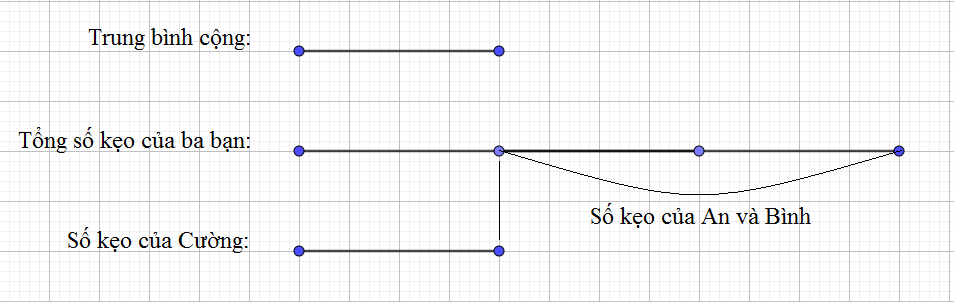 Trung bình cộng:
Tổng số kẹo của ba bạn:
Số kẹo của An và Bình
Số kẹo của Cường: